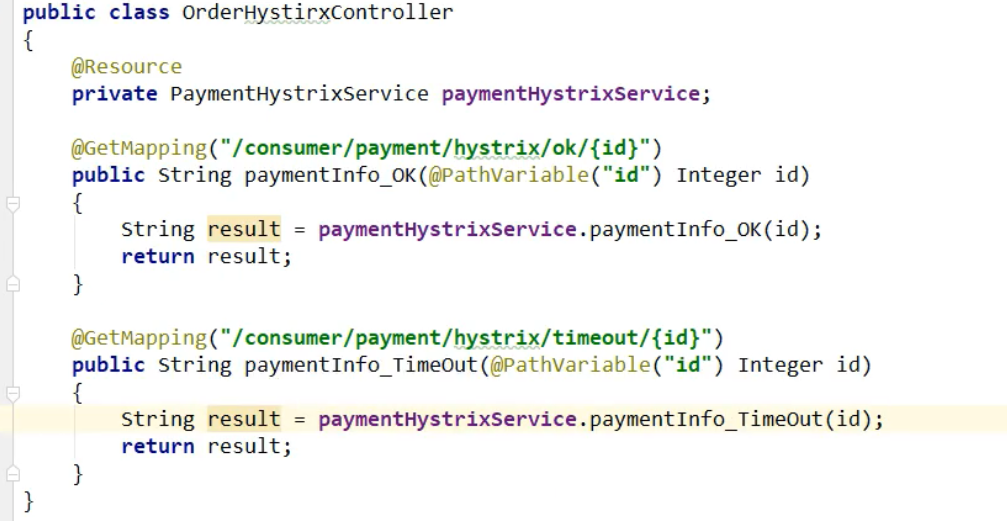 public class OrderHystirxController
{
@Resource
private PaymentHystrixService paymentHystrixService;
@GetMapping("/consumer/payment/hystrix/ok/{id}")
public String paymentInfo_OK(@PathVariable("id") Integer id)
{
String result = paymentHystrixService.paymentInfo_OK(id);
return result;
}
@GetMapping("/consumer/payment/hystrix/timeout/{id}")
public String paymentInfo_TimeOut(@PathVariable("id") Integer id)
{
String result = paymentHystrixService.paymentInfo_TimeOut(id);
return result;
}
}